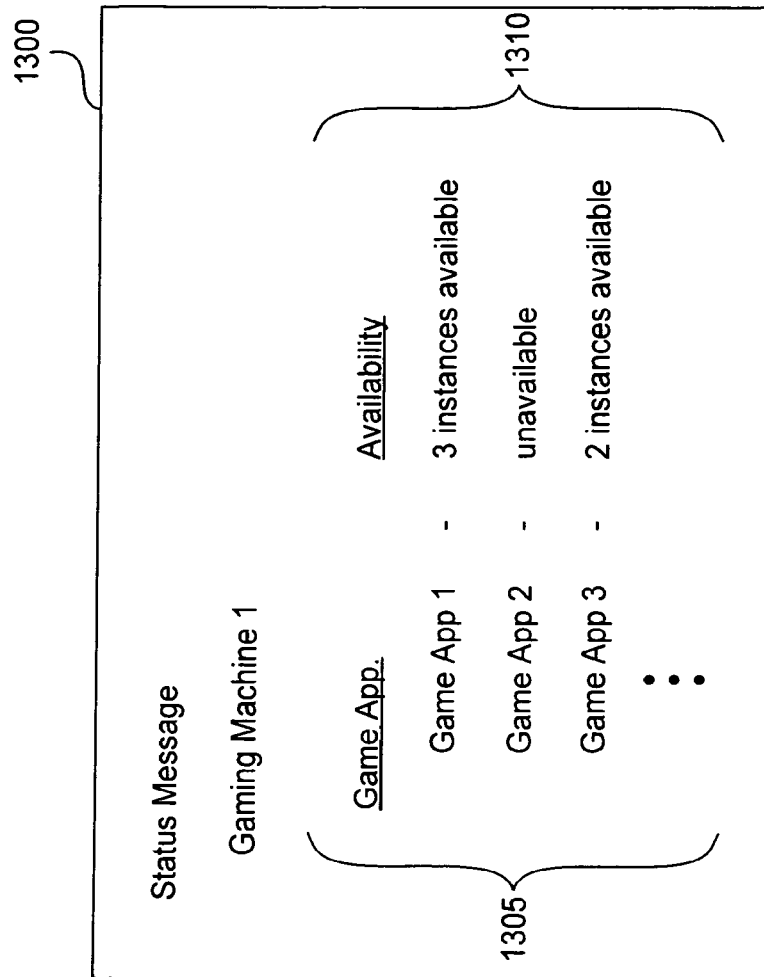 1300
Status Message
Gaming Machine 1
Game App. Availability
Game App 1 - 3 instances available
Game App 2 - unavailable
Game App 3 - 2 instances available
1305
1310